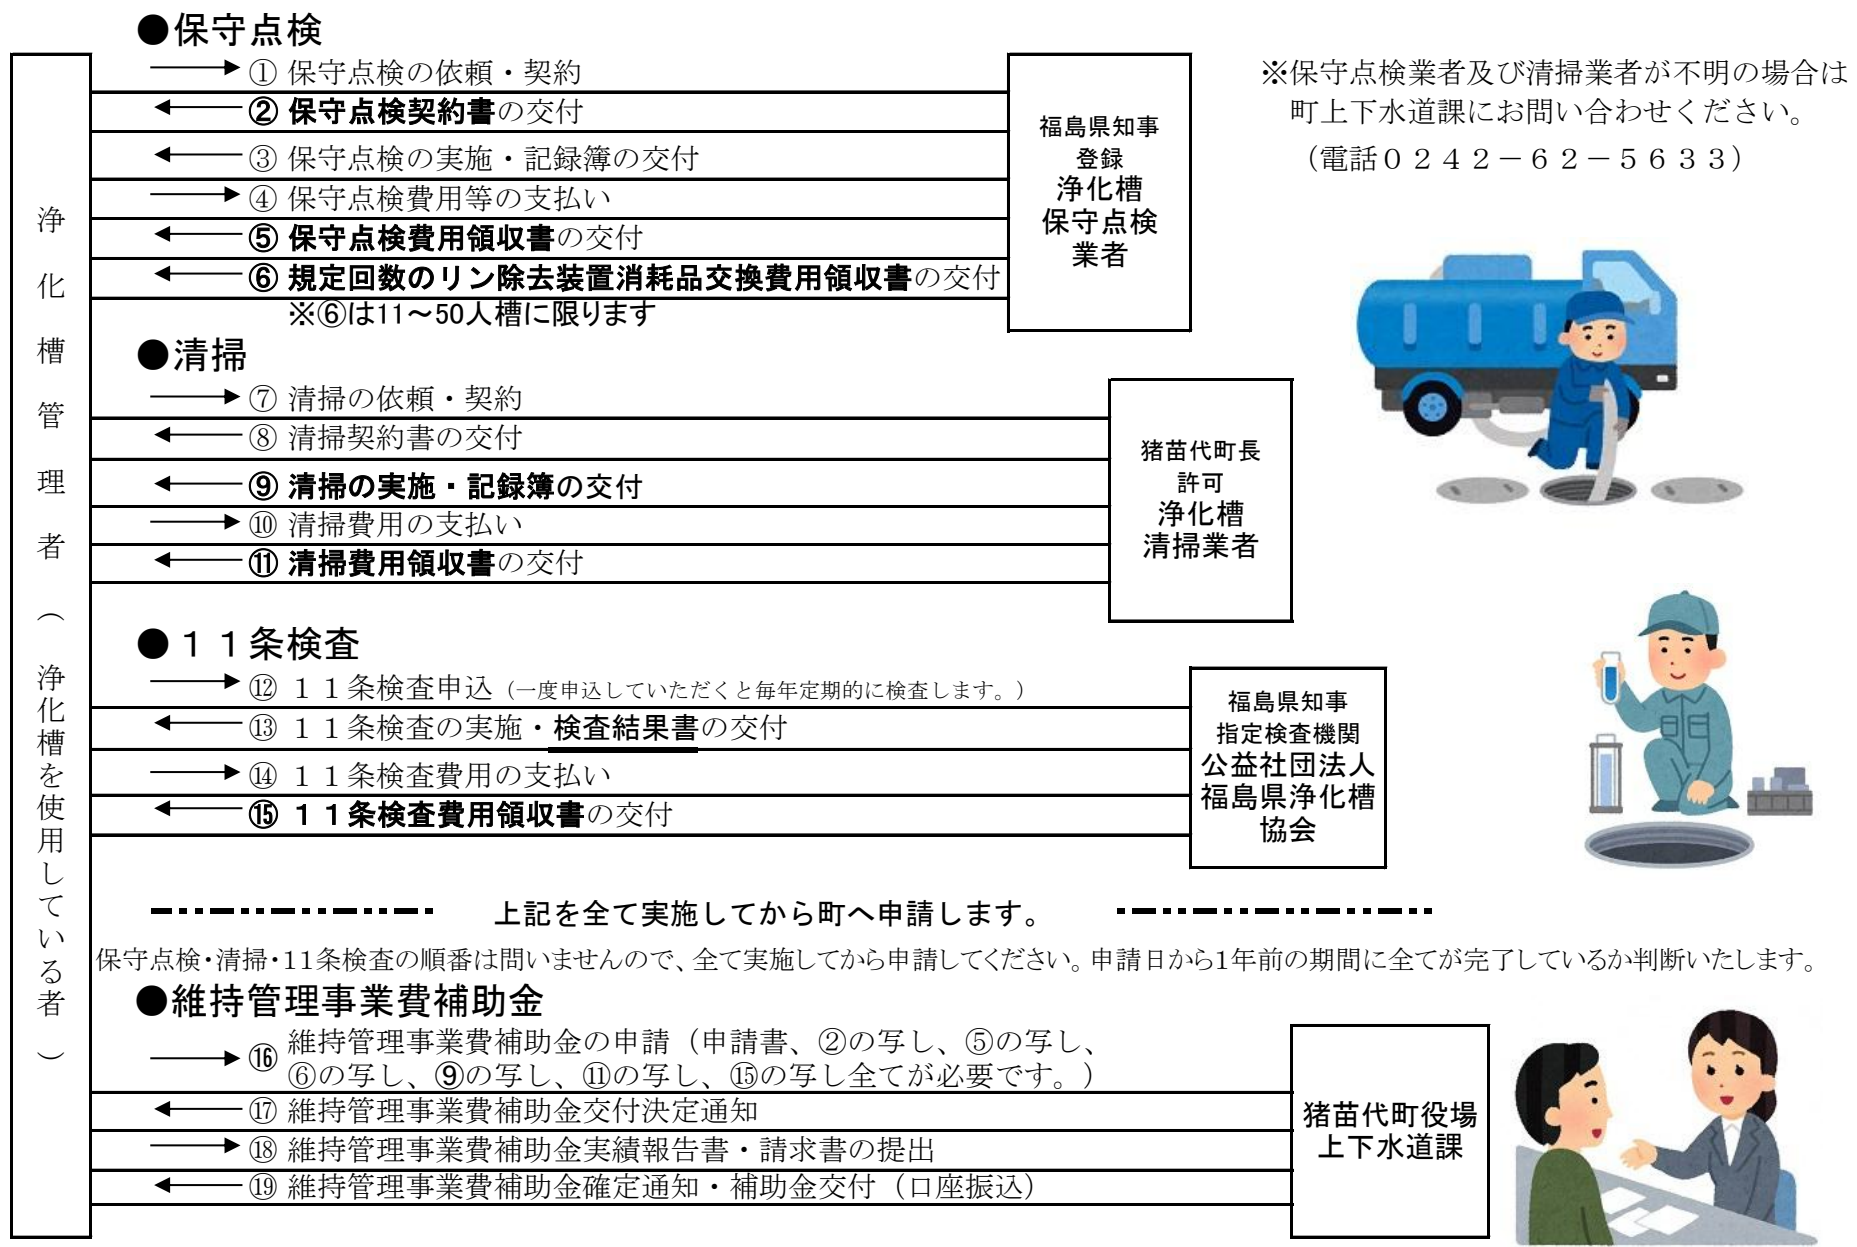 ●保守点検
① 保守点検の依頼・契約
② 保守点検契約書の交付
③ 保守点検の実施・記録簿の交付
④ 保守点検費用等の支払い
⑤ 保守点検費用領収書の交付
⑥ 規定回数のリン除去装置消耗品交換費用領収書の交付
※⑥は11～50人槽に限ります
福島県知事
登録
浄化槽
保守点検
業者
※保守点検業者及び清掃業者が不明の場合は
町上下水道課にお問い合わせください。
（電話０２４２－６２－５６３３）
浄化槽管理者（浄化槽を使用している者）
●清掃
⑦ 清掃の依頼・契約
⑧ 清掃契約書の交付
⑨ 清掃の実施・記録簿の交付
⑩ 清掃費用の支払い
⑪ 清掃費用領収書の交付
猪苗代町長
許可
浄化槽
清掃業者
●１１条検査
⑫ １１条検査申込（一度申込していただくと毎年定期的に検査します。）
⑬ １１条検査の実施・検査結果書の交付
⑭ １１条検査費用の支払い
⑮ １１条検査費用領収書の交付
福島県知事
指定検査機関
公益社団法人
福島県浄化槽
協会
上記を全て実施してから町へ申請します。
保守点検・清掃・11条検査の順番は問いませんので、全て実施してから申請してください。申請日から1年前の期間に全てが完了しているか判断いたします。
●維持管理事業費補助金
⑯ 維持管理事業費補助金の申請（申請書、②の写し、⑤の写し、
⑥の写し、⑨の写し、⑪の写し、⑮の写し全てが必要です。）
⑰ 維持管理事業費補助金交付決定通知
⑱ 維持管理事業費補助金実績報告書・請求書の提出
⑲ 維持管理事業費補助金確定通知・補助金交付（口座振込）
猪苗代町役場
上下水道課